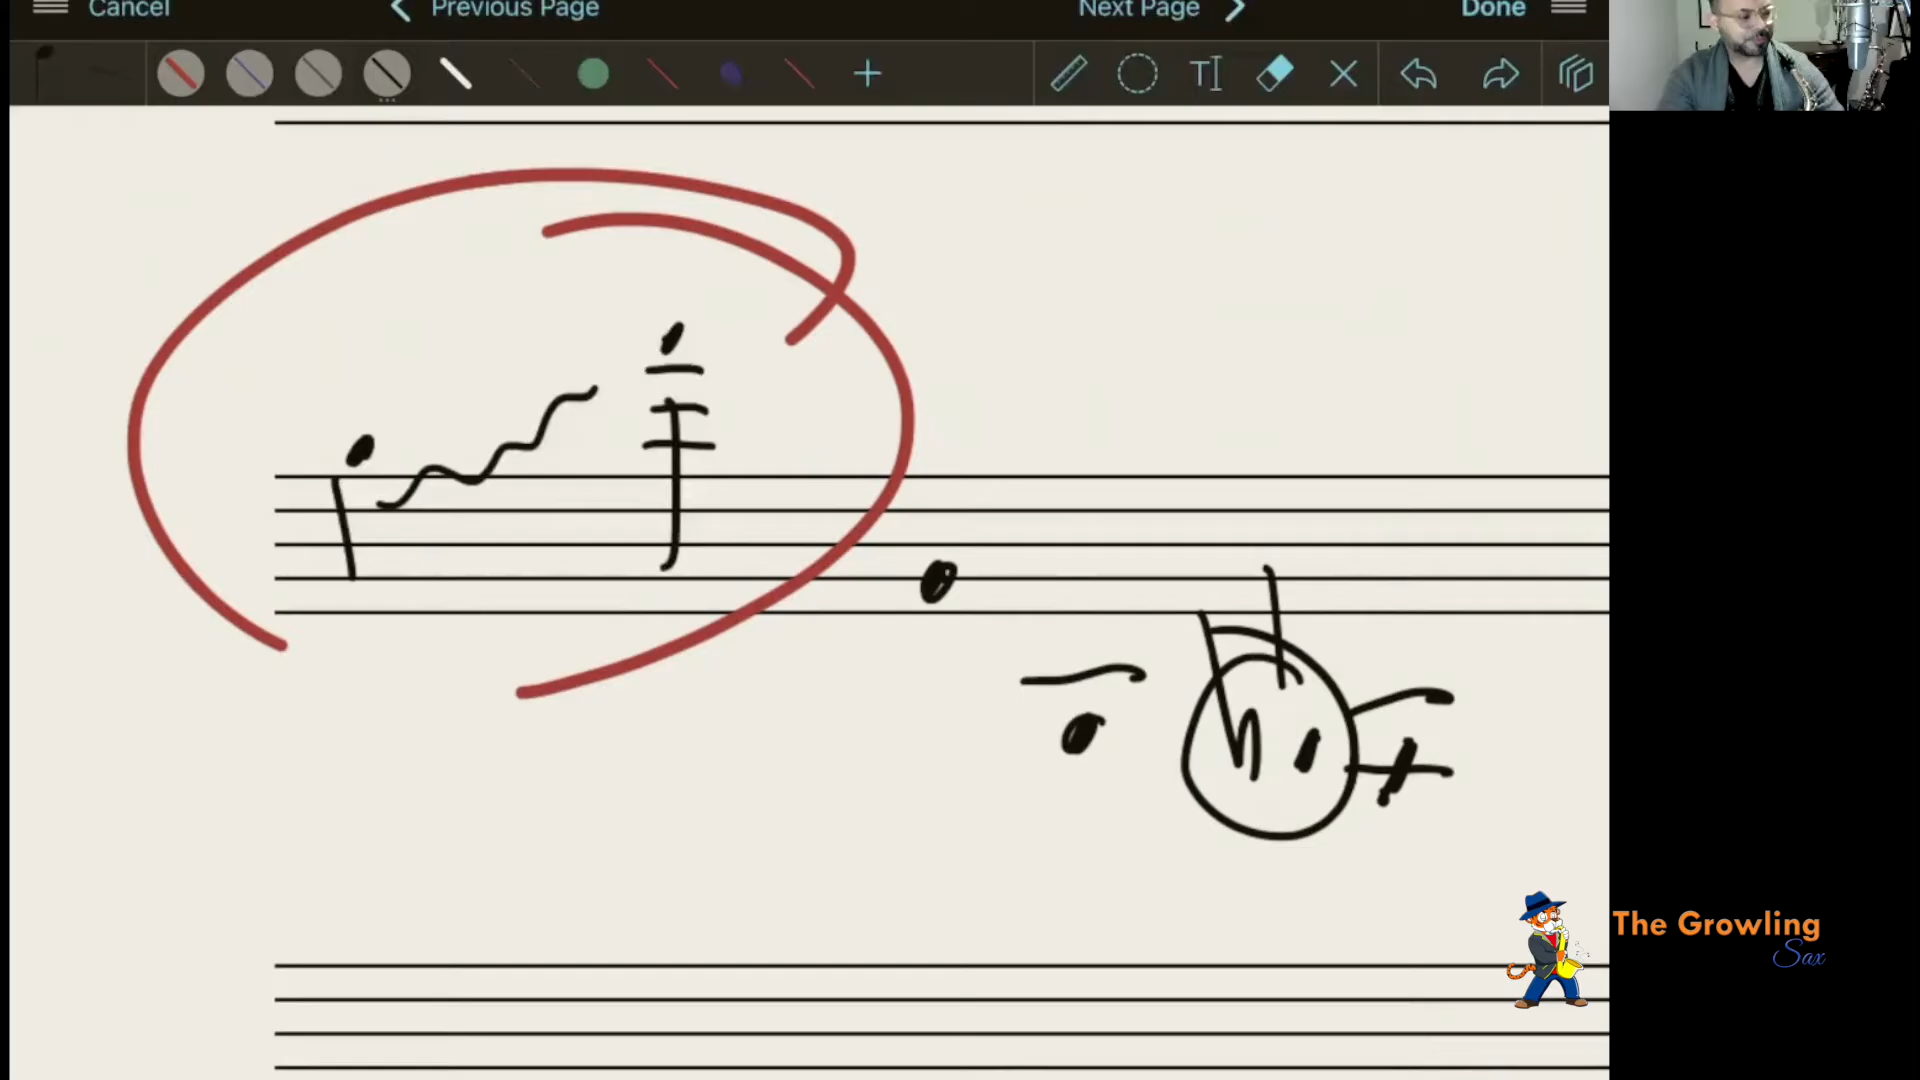 Cancel
Previous Page
Next Page
Done
T
The Growling
Sax